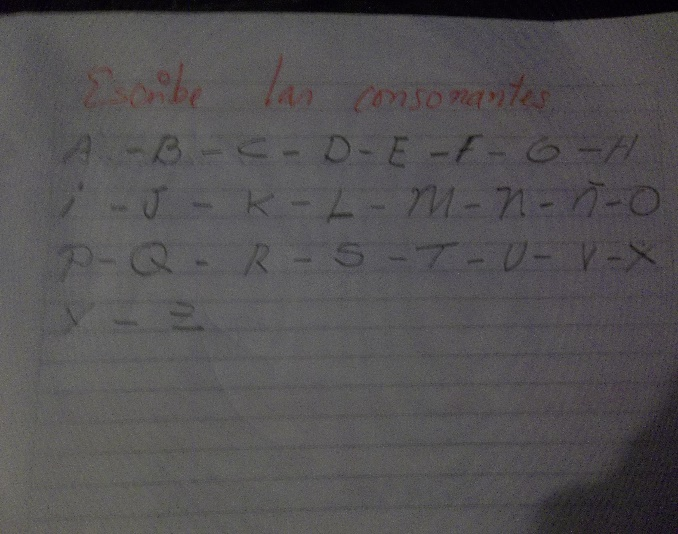 Escribe las consonantes
A - B - C - D - E - F - G - H
i - J - K - L - M - N - Ñ - O
P - Q - R - S - T - U - V - X
Y - Z